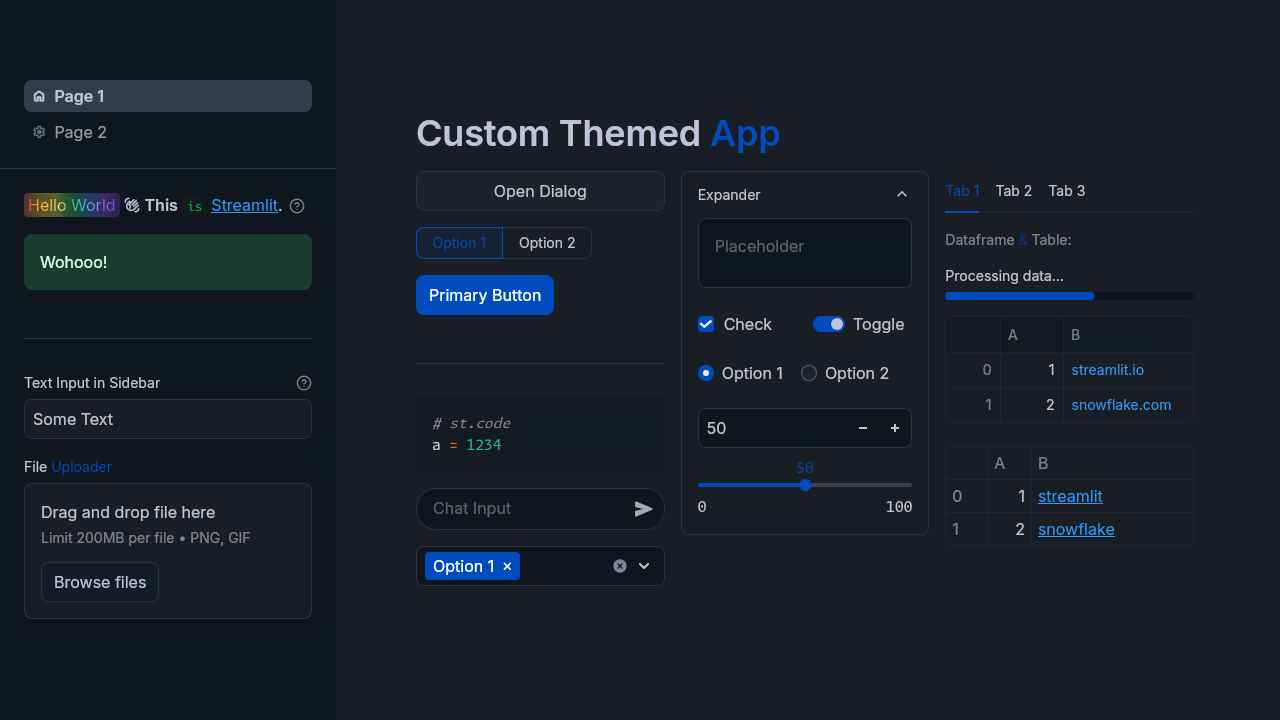 Page 1
Page 2
Hello World 👋 This is Streamlit.
Wohooo!
Text Input in Sidebar
Some Text
File Uploader
Drag and drop file here
Limit 200MB per file • PNG, GIF
Browse files
Custom Themed App
Open Dialog
Option 1 Option 2
Primary Button
# st.code
a = 1234
Chat Input
Option 1
Expander
Placeholder
Check Toggle
Option 1 Option 2
50
50
0 100
Tab 1 Tab 2 Tab 3
Dataframe & Table:
Processing data...
A B
0 1 streamlit.io
1 2 snowflake.com
A B
0 1 streamlit
1 2 snowflake